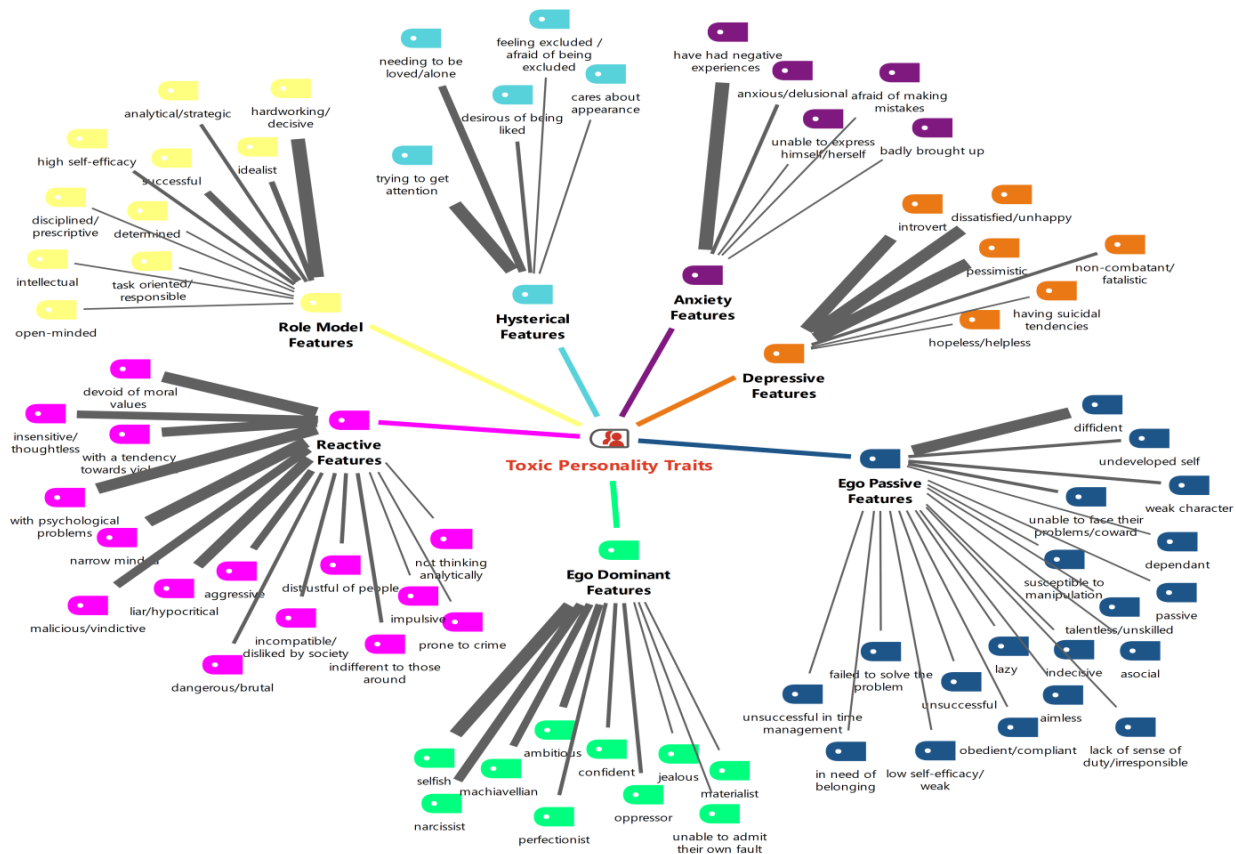 needing to be
loved/alone
feeling excluded /
afraid of being
excluded
cares about
appearance
desirous of being
liked
trying to get
attention
Hysterical
Features
have had negative
experiences
anxious/delusional
afraid of making
mistakes
unable to express
himself/herself
badly brought up
Anxiety
Features
analytical/strategic
hardworking/
decisive
high self-efficacy
successful
idealist
disciplined/
prescriptive
determined
intellectual
task oriented/
responsible
open-minded
Role Model
Features
introvert
dissatisfied/unhappy
pessimistic
non-combatant/
fatalistic
having suicidal
tendencies
hopeless/helpless
Depressive
Features
Toxic Personality Traits
devoid of moral
values
insensitive/
thoughtless
with a tendency
towards
with psychological
problems
narrow minded
malicious/vindictive
liar/hypocritical
aggressive
dangerous/brutal
incompatible/
disliked by society
distrustful of people
indifferent to those
around
impulsive
prone to crime
not thinking
analytically
Reactive
Features
Ego Dominant
Features
selfish
narcissist
machiavellian
ambitious
perfectionist
confident
oppressor
jealous
materialist
unable to admit
their own fault
Ego Passive
Features
diffident
undeveloped self
weak character
unable to face their
problems/coward
dependant
susceptible to
manipulation
passive
talentless/unskilled
asocial
indecisive
lazy
aimless
lack of sense of
duty/irresponsible
obedient/compliant
unsuccessful
low self-efficacy/
weak
failed to solve the
problem
in need of
belonging
unsuccessful in time
management